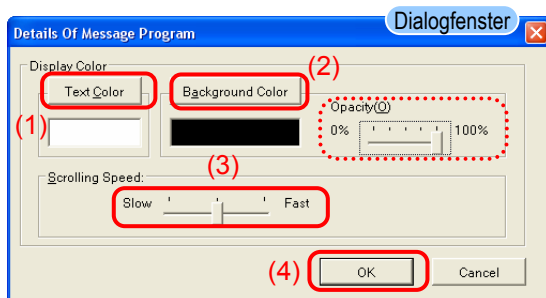 Dialogfenster
Details Of Message Program
Display Color
(2)
Text Color
Background Color
Opacity(O)
(1)
0% 100%
(3)
Scrolling Speed:
Slow Fast
(4)
OK
Cancel